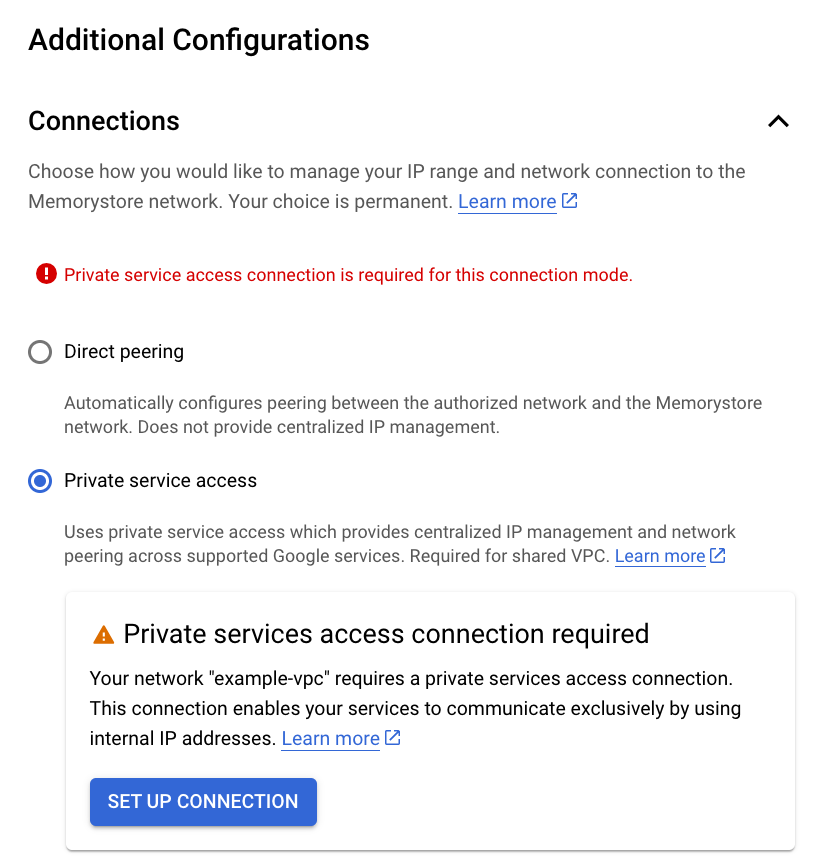 Additional Configurations
Connections
Choose how you would like to manage your IP range and network connection to the
Memorystore network. Your choice is permanent. Learn more
Private service access connection is required for this connection mode.
Direct peering
Automatically configures peering between the authorized network and the Memorystore
network. Does not provide centralized IP management.
Private service access
Uses private service access which provides centralized IP management and network
peering across supported Google services. Required for shared VPC. Learn more
Private services access connection required
Your network "example-vpc" requires a private services access connection.
This connection enables your services to communicate exclusively by using
internal IP addresses. Learn more
SET UP CONNECTION